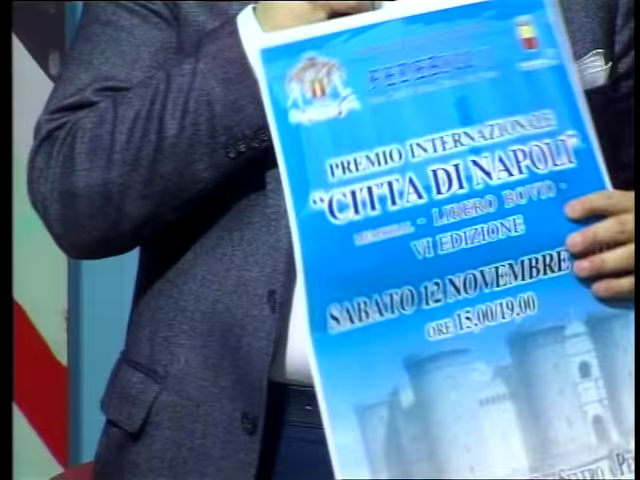 PREMIO INTERNAZIONALE
"CITTA DI NAPOLI"
LIBERO BOVIO -
VI EDIZIONE
SABATO 12 NOVEMBRE
ORE 15,00/19,00